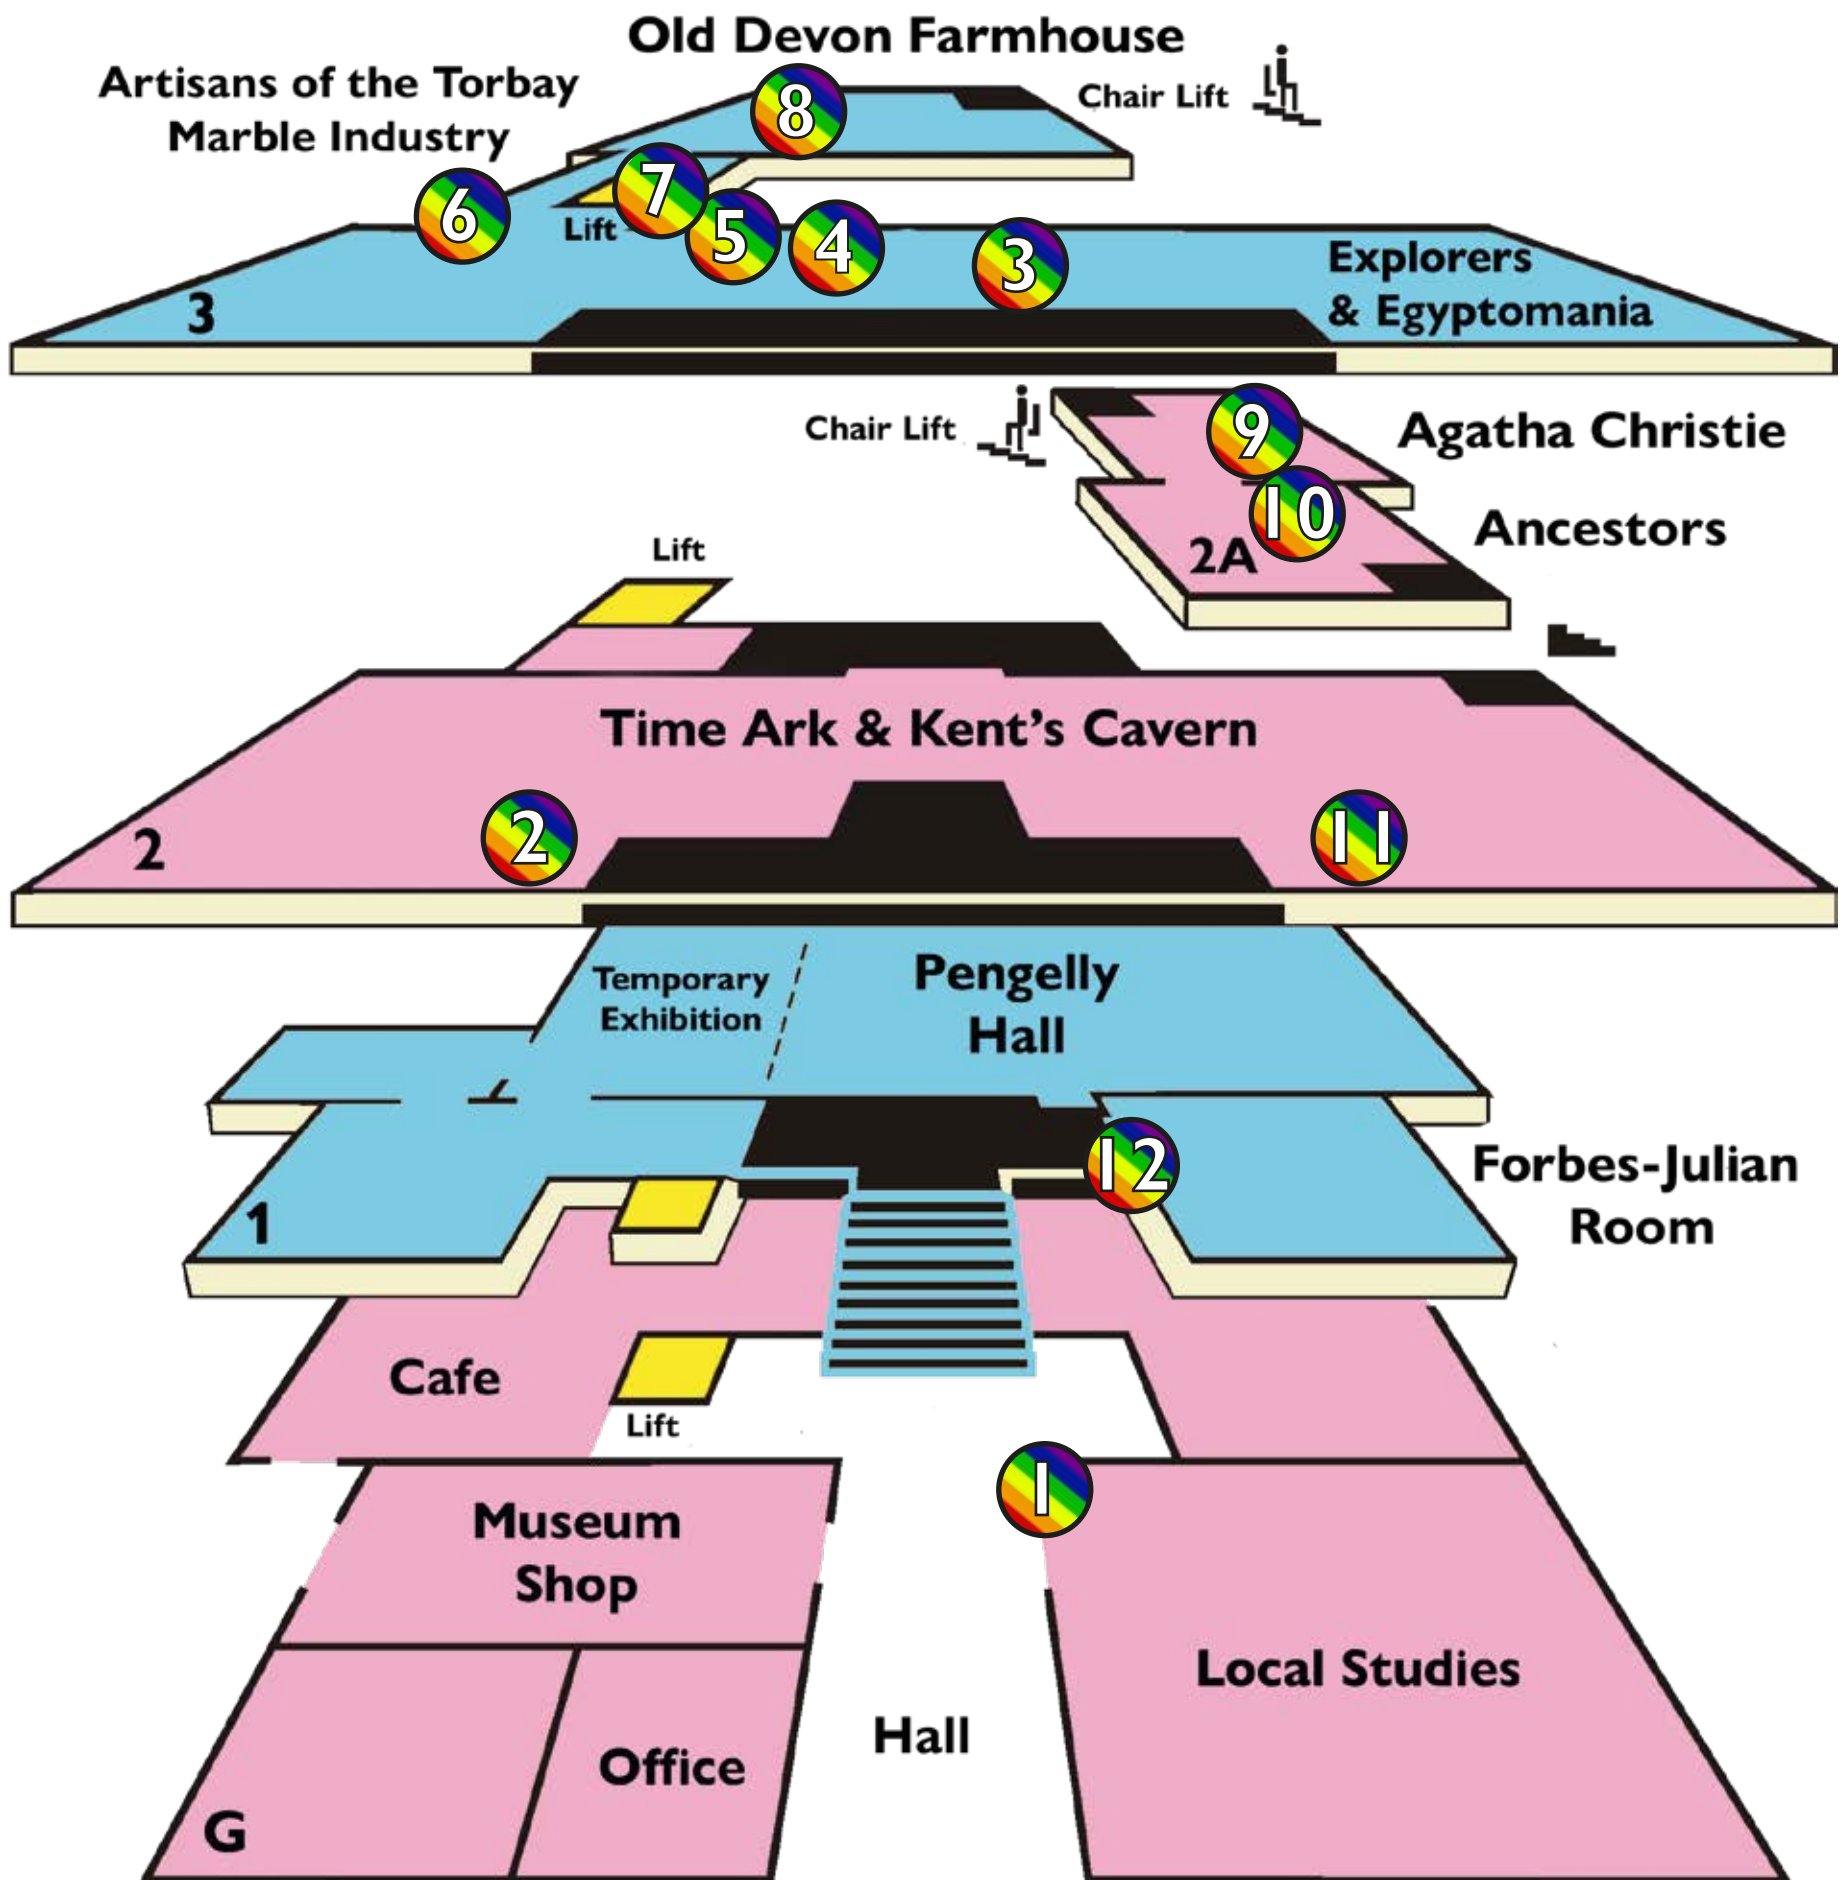 Old Devon Farmhouse
Artisans of the Torbay
Marble Industry
Chair Lift
8
7
6
Lift
5
4
3
Explorers
& Egyptomania
3
Chair Lift
9
Agatha Christie
10
Ancestors
2A
Lift
Time Ark & Kent's Cavern
2
2
11
Temporary
Exhibition
Pengelly
Hall
12
Forbes-Julian
Room
1
Cafe
Lift
1
Museum
Shop
Local Studies
Hall
Office
G